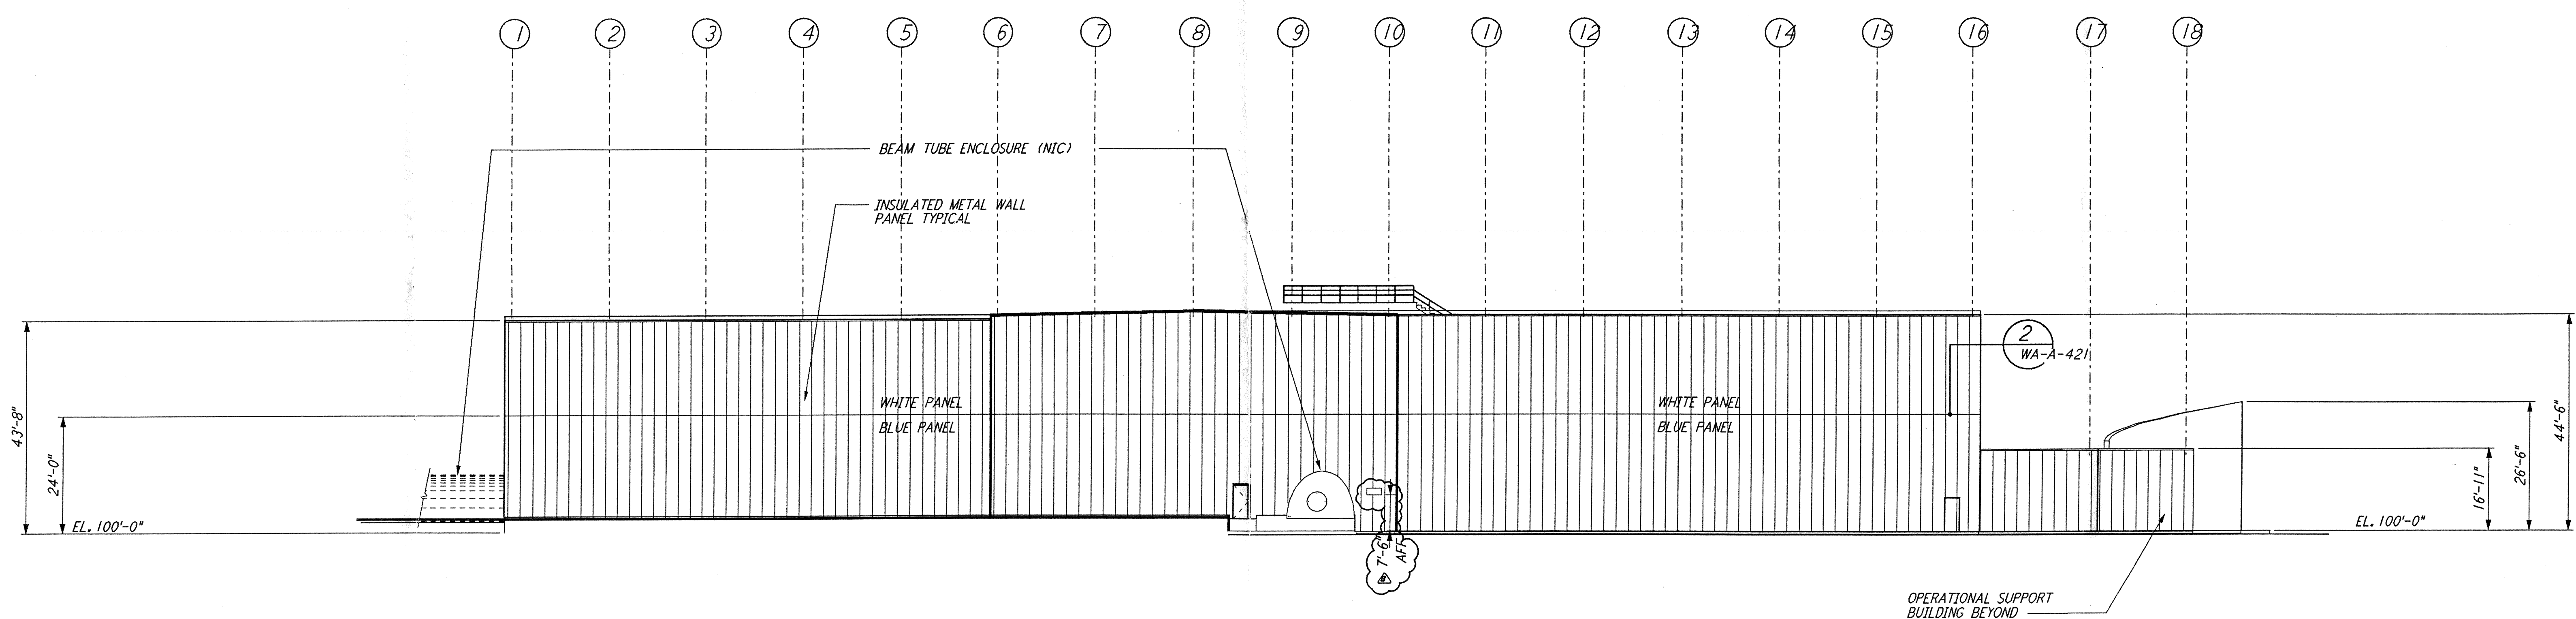 1 2 3 4 5 6 7 8 9 10 11 12 13 14 15 16 17 18
BEAM TUBE ENCLOSURE (NIC)
INSULATED METAL WALL
PANEL TYPICAL
2
WA-A-421
WHITE PANEL
BLUE PANEL
WHITE PANEL
BLUE PANEL
43'-8"
24'-0"
EL. 100'-0"
7'-6"
AFF
EL. 100'-0"
16'-11"
26'-6"
44'-6"
OPERATIONAL SUPPORT
BUILDING BEYOND